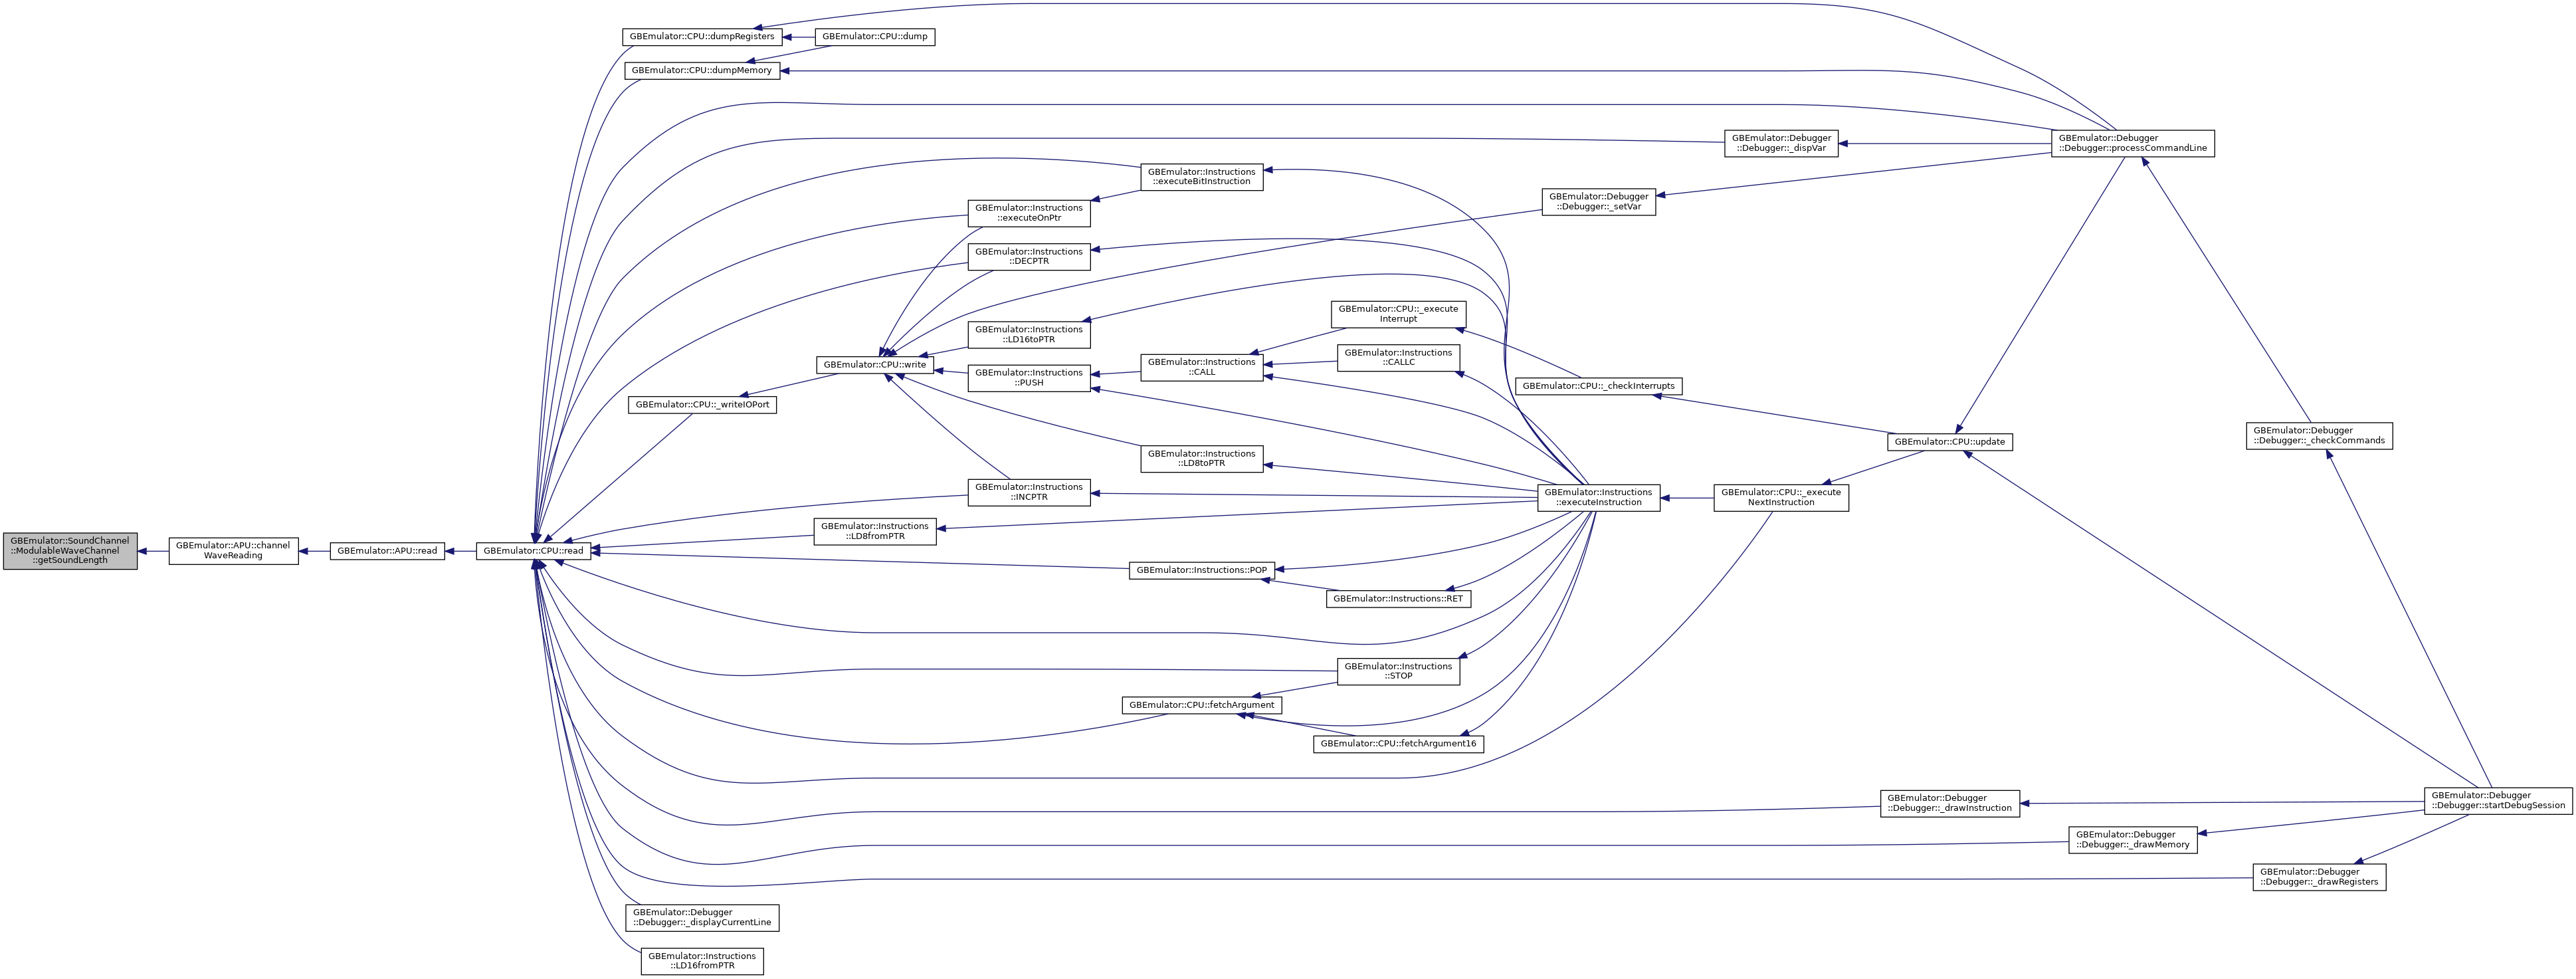 GBEmulator::SoundChannel
::ModulableWaveChannel
::getSoundLength
GBEmulator::APU::channel
WaveReading
GBEmulator::APU::read
GBEmulator::CPU::read
GBEmulator::CPU::dumpRegisters
GBEmulator::CPU::dump
GBEmulator::CPU::dumpMemory
GBEmulator::Debugger
::Debugger::processCommandLine
GBEmulator::Debugger
::Debugger::_dispVar
GBEmulator::Instructions
::executeBitInstruction
GBEmulator::Debugger
::Debugger::_setVar
GBEmulator::Instructions
::executeOnPtr
GBEmulator::Instructions
::DECPTR
GBEmulator::CPU::_execute
Interrupt
GBEmulator::Instructions
::LD16toPTR
GBEmulator::Instructions
::CALLC
GBEmulator::CPU::write
GBEmulator::Instructions
::CALL
GBEmulator::Instructions
::PUSH
GBEmulator::CPU::_checkInterrupts
GBEmulator::CPU::_writeIOPort
GBEmulator::Debugger
::Debugger::_checkCommands
GBEmulator::CPU::update
GBEmulator::Instructions
::LD8toPTR
GBEmulator::Instructions
::INCPTR
GBEmulator::Instructions
::executeInstruction
GBEmulator::CPU::_execute
NextInstruction
GBEmulator::Instructions
::LD8fromPTR
GBEmulator::Instructions::POP
GBEmulator::Instructions::RET
GBEmulator::Instructions
::STOP
GBEmulator::CPU::fetchArgument
GBEmulator::CPU::fetchArgument16
GBEmulator::Debugger
::Debugger::_drawInstruction
GBEmulator::Debugger
::Debugger::startDebugSession
GBEmulator::Debugger
::Debugger::_drawMemory
GBEmulator::Debugger
::Debugger::_drawRegisters
GBEmulator::Debugger
::Debugger::_displayCurrentLine
GBEmulator::Instructions
::LD16fromPTR